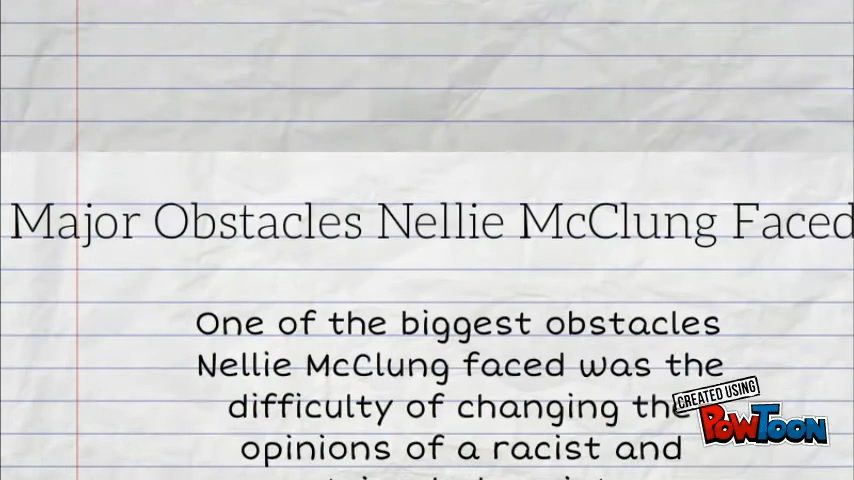 Major Obstacles Nellie McClung Faced
One of the biggest obstacles
Nellie McClung faced was the
difficulty of changing the
opinions of a racist and
CREATED USING
POWTOON